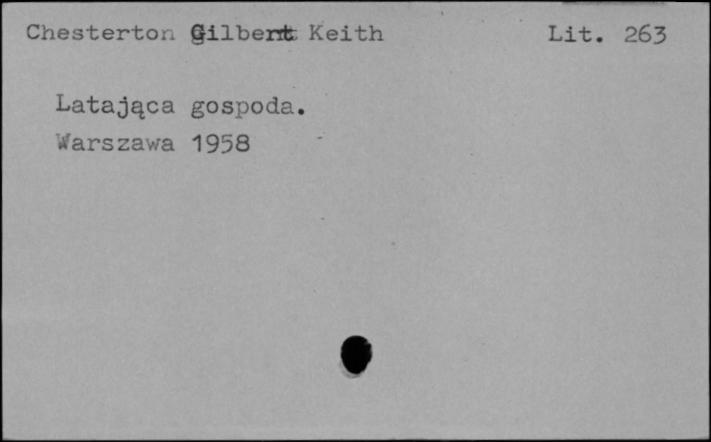 Chesterton Gilbert Keith Lit. 263
Latająca gospoda.
Warszawa 1958